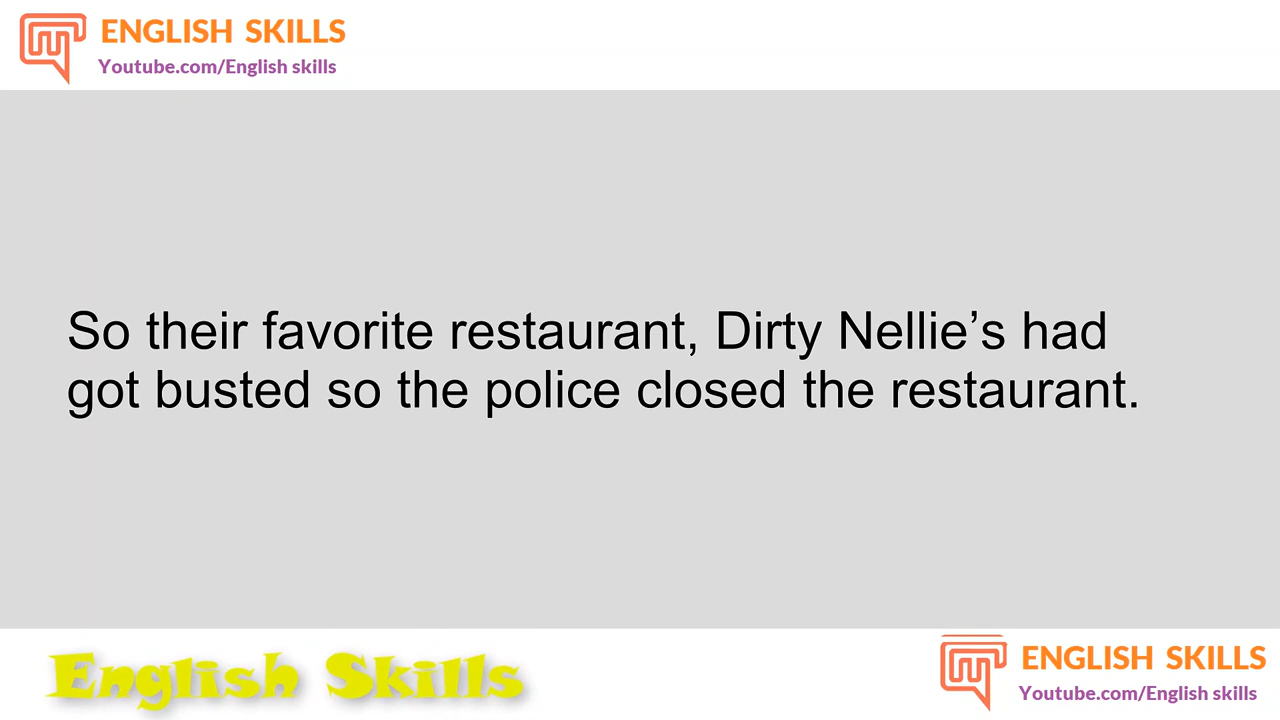 ENGLISH SKILLS
Youtube.com/English skills
So their favorite restaurant, Dirty Nellie’s had
got busted so the police closed the restaurant.
English Skills
ENGLISH SKILLS
Youtube.com/English skills